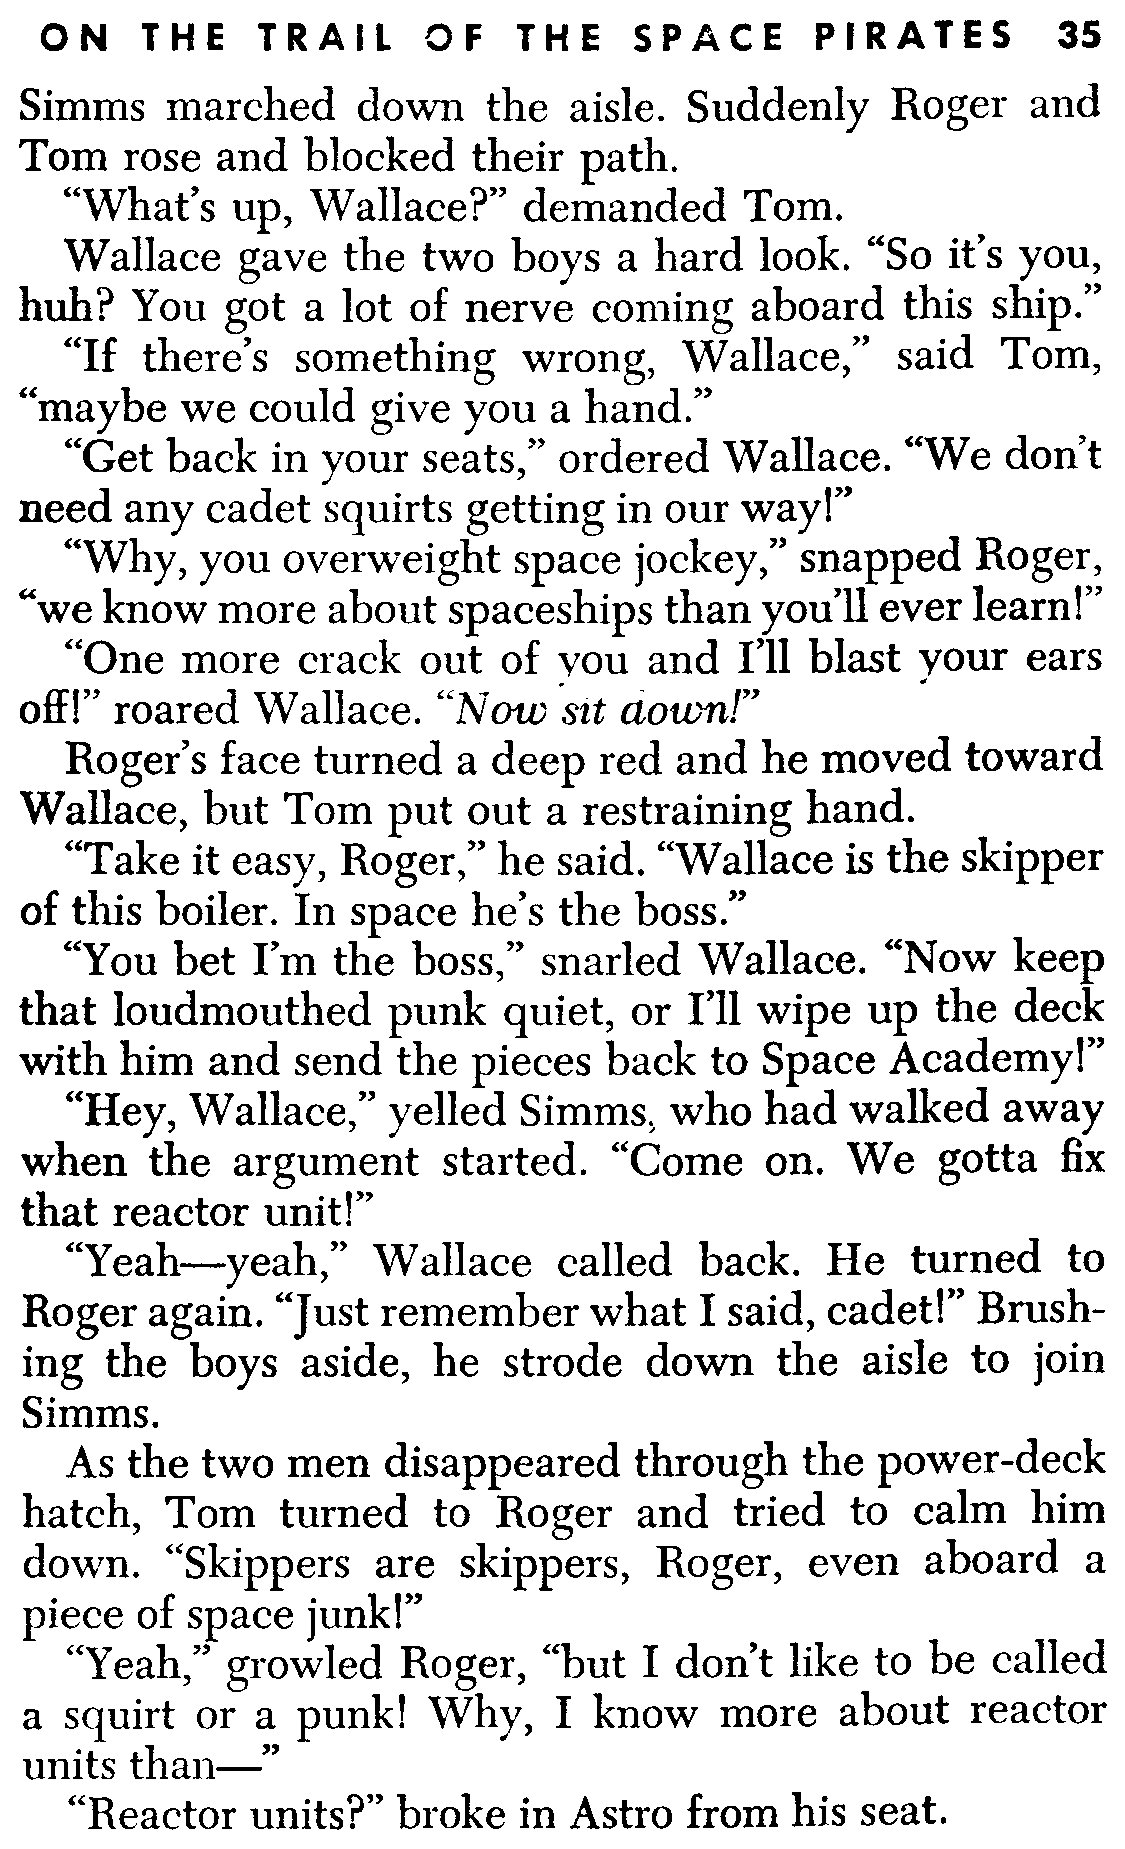 ON THE TRAIL OF THE SPACE PIRATES 35
Simms marched down the aisle. Suddenly Roger and
Tom rose and blocked their path.
“What’s up, Wallace?” demanded Tom.
Wallace gave the two boys a hard look. “So it’s you,
huh? You got a lot of nerve coming aboard this ship.”
“If there’s something wrong, Wallace,” said Tom,
“maybe we could give you a hand.”
“Get back in your seats,” ordered Wallace. “We don’t
need any cadet squirts getting in our way!”
“Why, you overweight space jockey,” snapped Roger,
“we know more about spaceships than you’ll ever learn!”
“One more crack out of you and I’ll blast your ears
off!” roared Wallace. “Now sit down!”
Roger’s face turned a deep red and he moved toward
Wallace, but Tom put out a restraining hand.
“Take it easy, Roger,” he said. “Wallace is the skipper
of this boiler. In space he’s the boss.”
“You bet I’m the boss,” snarled Wallace. “Now keep
that loudmouthed punk quiet, or I’ll wipe up the deck
with him and send the pieces back to Space Academy!”
“Hey, Wallace,” yelled Simms, who had walked away
when the argument started. “Come on. We gotta fix
that reactor unit!”
“Yeah—yeah,” Wallace called back. He turned to
Roger again. “Just remember what I said, cadet!” Brush-
ing the boys aside, he strode down the aisle to join
Simms.
As the two men disappeared through the power-deck
hatch, Tom turned to Roger and tried to calm him
down. “Skippers are skippers, Roger, even aboard a
piece of space junk!”
“Yeah,” growled Roger, “but I don’t like to be called
a squirt or a punk! Why, I know more about reactor
units than—”
“Reactor units?” broke in Astro from his seat.